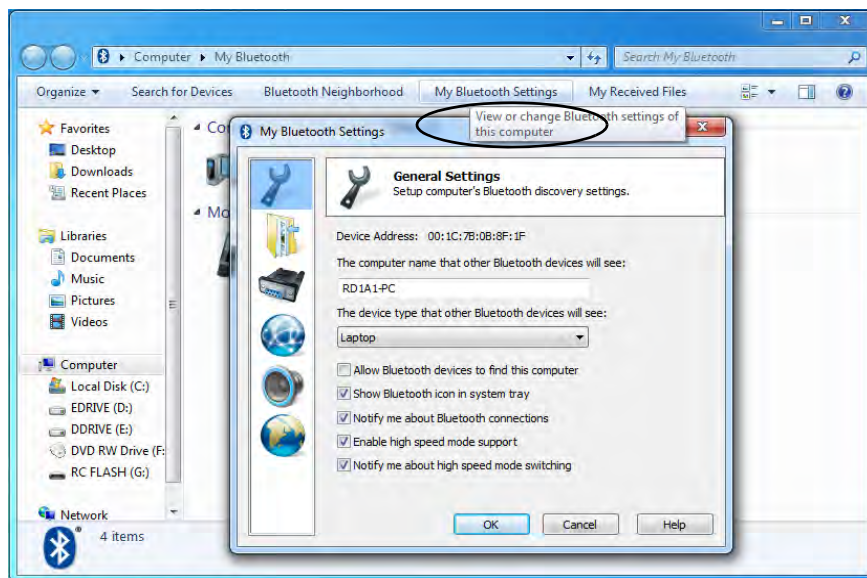 Computer ▸ My Bluetooth
Search My Bluetooth
Organize
Search for Devices
Bluetooth Neighborhood
My Bluetooth Settings
My Received Files
View or change Bluetooth settings of
this computer
Favorites
Desktop
Downloads
Recent Places
Libraries
Documents
Music
Pictures
Videos
Computer
Local Disk (C:)
EDRIVE (D:)
DDRIVE (E:)
DVD RW Drive (F:
RC FLASH (G:)
Network
4 items
Co
Mo
My Bluetooth Settings
General Settings
Setup computer's Bluetooth discovery settings.
Device Address: 00:1C:7B:0B:8F:1F
The computer name that other Bluetooth devices will see:
RD1A1-PC
The device type that other Bluetooth devices will see:
Laptop
Allow Bluetooth devices to find this computer
Show Bluetooth icon in system tray
Notify me about Bluetooth connections
Enable high speed mode support
Notify me about high speed mode switching
OK
Cancel
Help